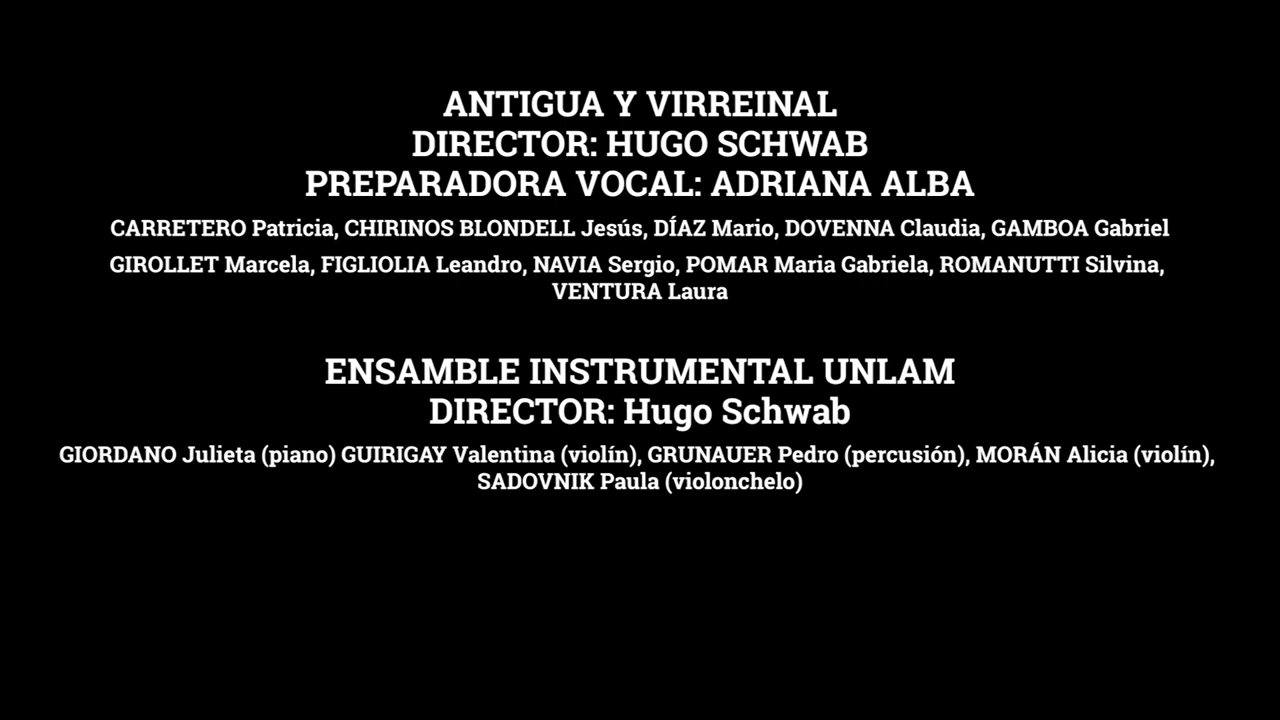 ANTIGUA Y VIRREINAL
DIRECTOR: HUGO SCHWAB
PREPARADORA VOCAL: ADRIANA ALBA
CARRETERO Patricia, CHIRINOS BLONDELL Jesús, DÍAZ Mario, DOVENNA Claudia, GAMBOA Gabriel
GIROLLET Marcela, FIGLIOLIA Leandro, NAVIA Sergio, POMAR Maria Gabriela, ROMANUTTI Silvina,
VENTURA Laura
ENSAMBLE INSTRUMENTAL UNLAM
DIRECTOR: Hugo Schwab
GIORDANO Julieta (piano) GUIRIGAY Valentina (violín), GRUNAUER Pedro (percusión), MORÁN Alicia (violín),
SADOVNIK Paula (violonchelo)